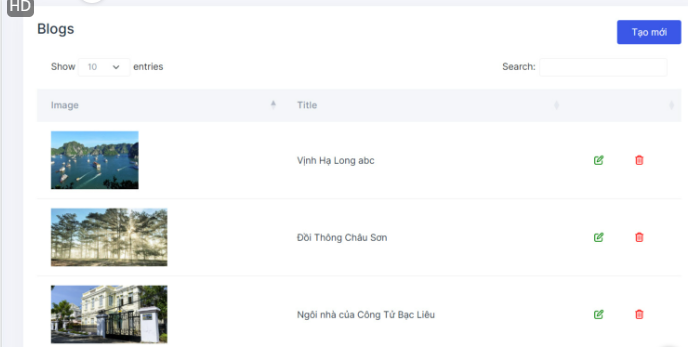 HD
Blogs
Tạo mới
Show 10 entries
Search:
Image Title
Vịnh Hạ Long abc
Đồi Thông Châu Sơn
Ngôi nhà của Công Tử Bạc Liêu